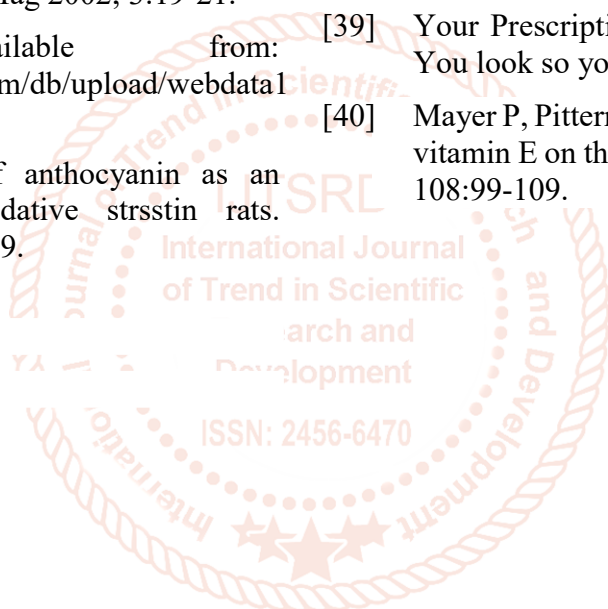 Mag 2002; 3:19-21.
ailable from:
m/db/upload/webdata1
f anthocyanin as an
dative strsstin rats.
9.
[39] Your Prescripti
You look so yo
[40] Mayer P, Pittern
vitamin E on th
108:99-109.
International Journal
of Trend in Scientific
arch and
Development
ISSN: 2456-6470